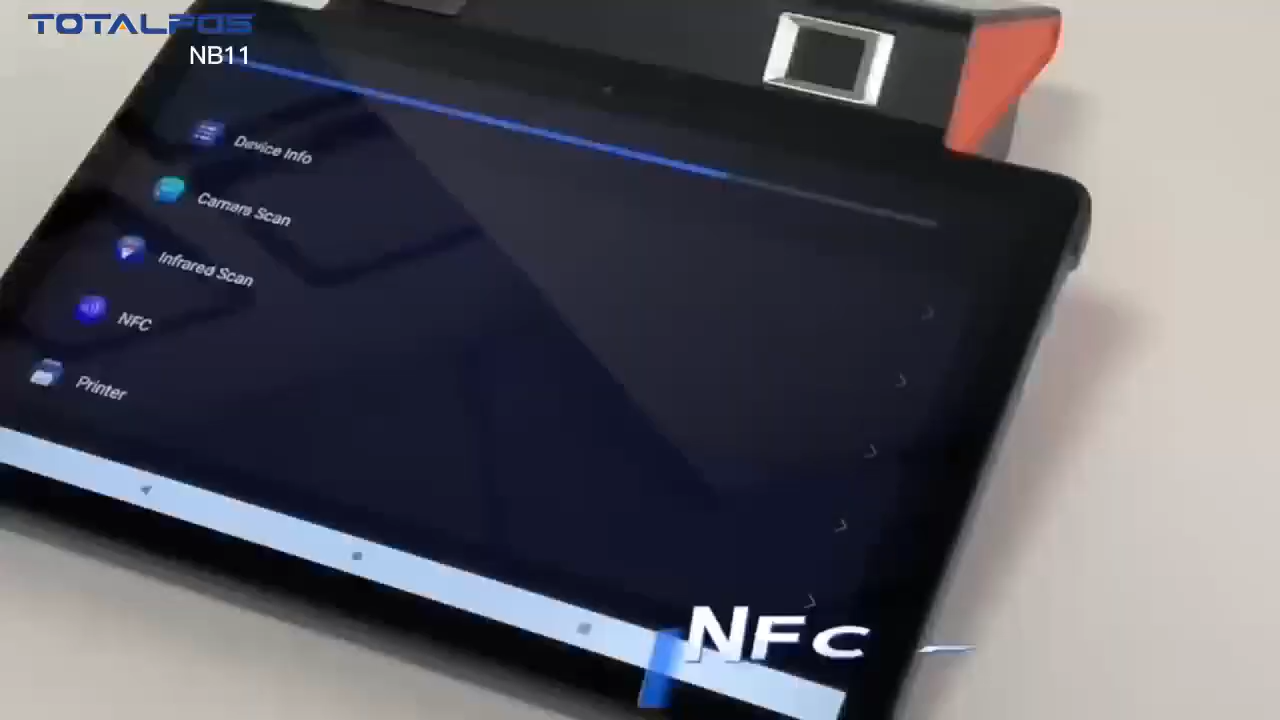 TOTALPOS
NB11
Device Info
Camera Scan
Infrared Scan
NFC
Printer
NFC